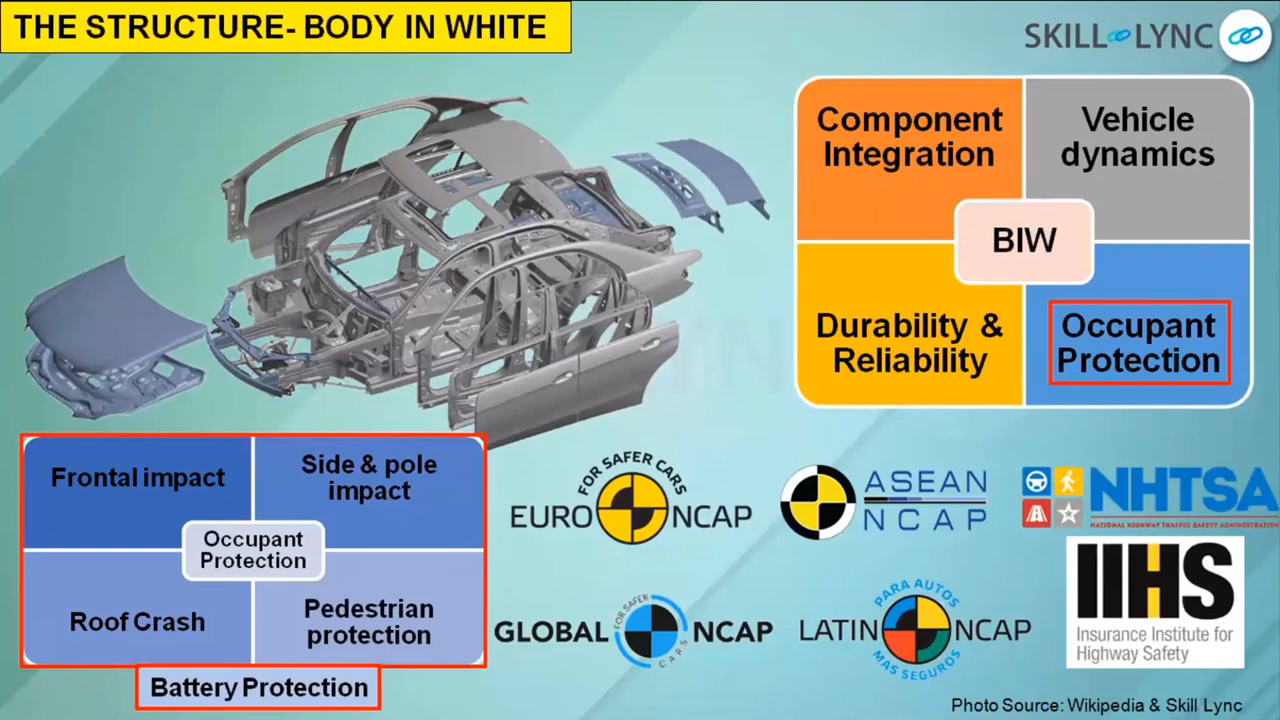 THE STRUCTURE- BODY IN WHITE
SKILL LYNC
Component
Integration
Vehicle
dynamics
BIW
Durability &
Reliability
Occupant
Protection
Frontal impact
Side & pole
impact
Occupant
Protection
Roof Crash
Pedestrian
protection
Battery Protection
FOR SAFER CARS
EURO NCAP
ASEAN
NCAP
NHTSA
NATIONAL HIGHWAY TRAFFIC SAFETY ADMINISTRATION
GLOBAL NCAP
FOR SAFER
CARS
PARA AUTOS
LATIN NCAP
MÁS SEGUROS
IIHS
Insurance Institute for
Highway Safety
Photo Source: Wikipedia & Skill Lync